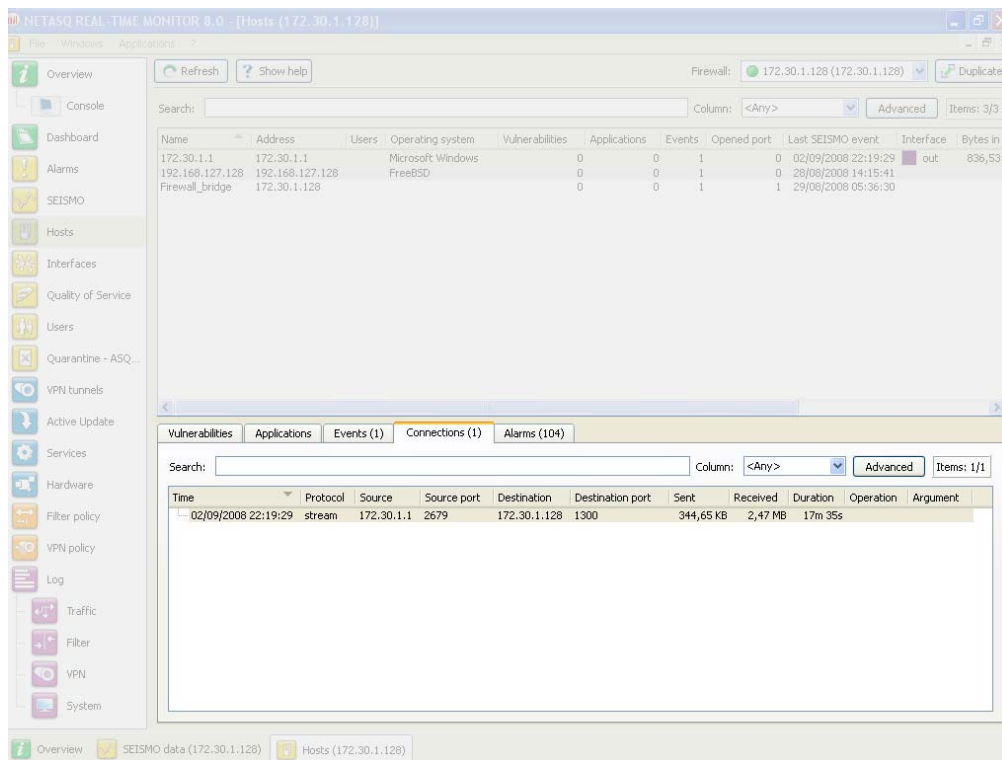 NETASQ REAL-TIME MONITOR 8.0 - [Hosts (172.30.1.128)]
File Windows Applications ?
Overview
Console
Dashboard
Alarms
SEISMO
Hosts
Interfaces
Quality of Service
Users
Quarantine - ASQ...
VPN tunnels
Active Update
Services
Hardware
Filter policy
VPN policy
Log
Traffic
Filter
VPN
System
Refresh ? Show help Firewall: 172.30.1.128 (172.30.1.128) Duplicate
Search: Column: <Any> Advanced Items: 3/3
Name Address Users Operating system Vulnerabilities Applications Events Opened port Last SEISMO event Interface Bytes in
172.30.1.1 172.30.1.1 Microsoft Windows 0 0 1 0 02/09/2008 22:19:29 out 836,53
192.168.127.128 192.168.127.128 FreeBSD 0 0 1 0 28/08/2008 14:15:41
Firewall_bridge 172.30.1.128 0 0 1 1 29/08/2008 05:36:30
Vulnerabilities Applications Events (1) Connections (1) Alarms (104)
Search: Column: <Any> Advanced Items: 1/1
Time Protocol Source Source port Destination Destination port Sent Received Duration Operation Argument
02/09/2008 22:19:29 stream 172.30.1.1 2679 172.30.1.128 1300 344,65 KB 2,47 MB 17m 35s
Overview SEISMO data (172.30.1.128) Hosts (172.30.1.128)